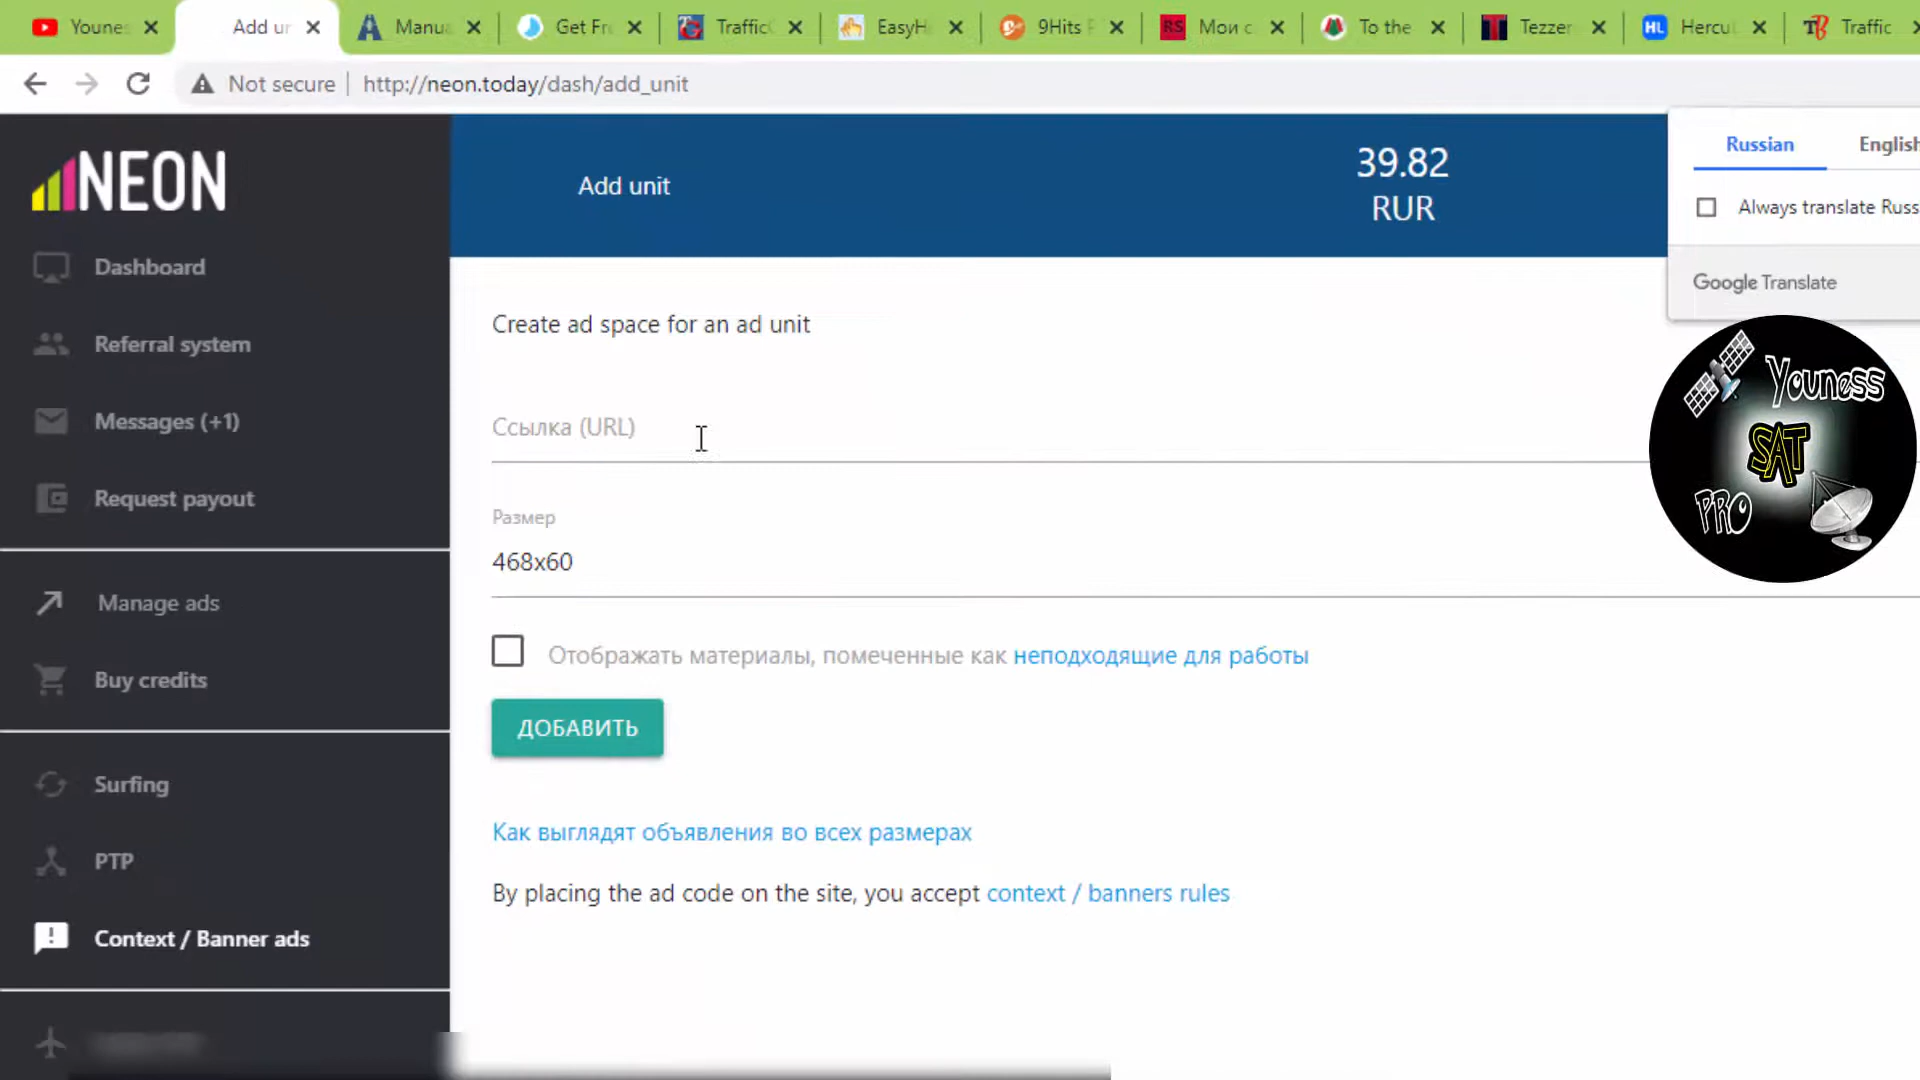 Youne
Add ur
Manua
Get Fr
Traffic
EasyH
9Hits
RS
Мои с
To the
Tezzer
HL
Hercu
TB
Traffic
Not secure
http://neon.today/dash/add_unit
Russian
English
Always translate Russ
Google Translate
NEON
Dashboard
Referral system
Messages (+1)
Request payout
Manage ads
Buy credits
Surfing
PTP
Context / Banner ads
Add unit
39.82
RUR
Create ad space for an ad unit
Ссылка (URL)
Размер
468x60
Отображать материалы, помеченные как неподходящие для работы
ДОБАВИТЬ
Как выглядят объявления во всех размерах
By placing the ad code on the site, you accept context / banners rules
Youness
SAT
PRO